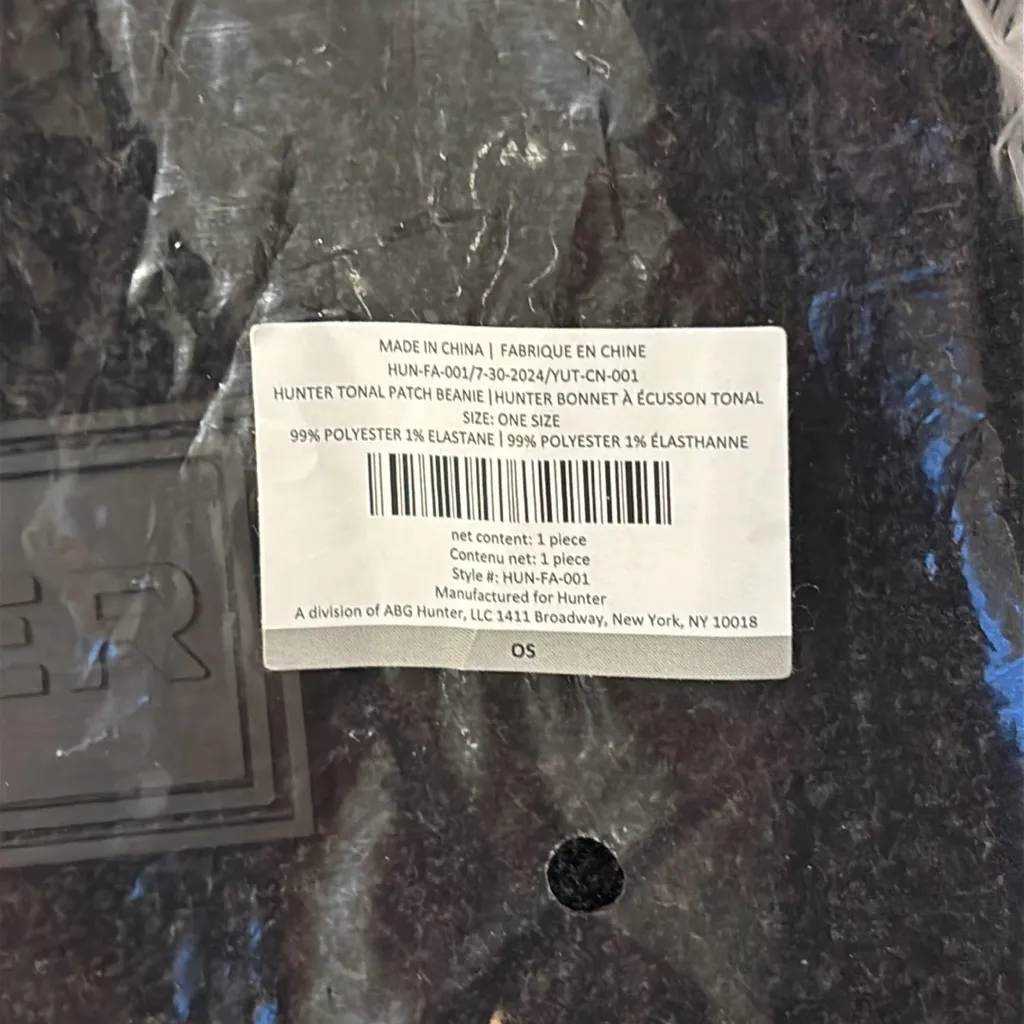 MADE IN CHINA | FABRIQUE EN CHINE
HUN-FA-001/7-30-2024/YUT-CN-001
HUNTER TONAL PATCH BEANIE |HUNTER BONNET À ÉCUSSON TONAL
SIZE: ONE SIZE
99% POLYESTER 1% ELASTANE | 99% POLYESTER 1% ÉLASTHANNE
net content: 1 piece
Contenu net: 1 piece
Style #: HUN-FA-001
Manufactured for Hunter
A division of ABG Hunter, LLC 1411 Broadway, New York, NY 10018
OS
ER